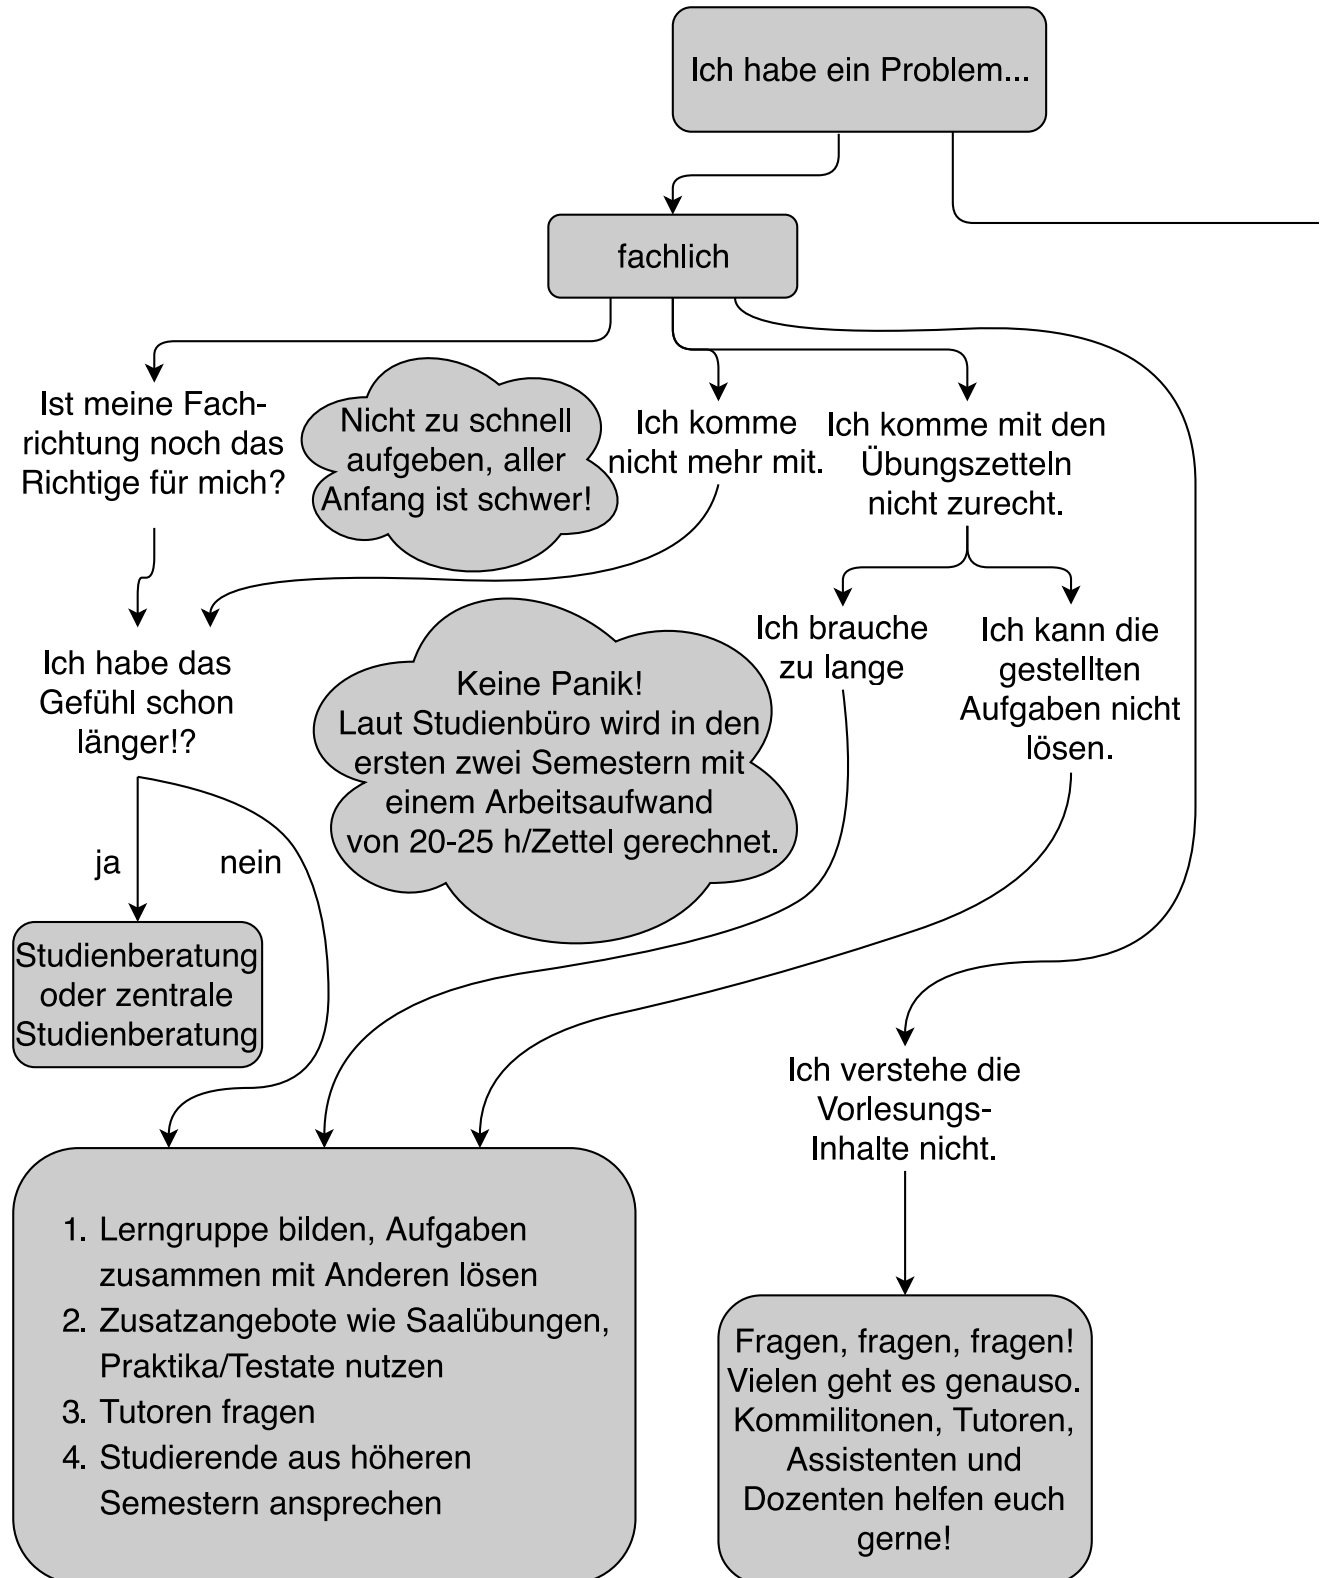 Ich habe ein Problem...
fachlich
Ist meine Fach-
richtung noch das
Richtige für mich?
Nicht zu schnell
aufgeben, aller
Anfang ist schwer!
Ich komme
nicht mehr mit.
Ich komme mit den
Übungszetteln
nicht zurecht.
Ich habe das
Gefühl schon
länger!?
Keine Panik!
Laut Studienbüro wird in den
ersten zwei Semestern mit
einem Arbeitsaufwand
von 20-25 h/Zettel gerechnet.
Ich brauche
zu lange
Ich kann die
gestellten
Aufgaben nicht
lösen.
ja
nein
Studienberatung
oder zentrale
Studienberatung
Ich verstehe die
Vorlesungs-
Inhalte nicht.
1. Lerngruppe bilden, Aufgaben
zusammen mit Anderen lösen
2. Zusatzangebote wie Saalübungen,
Praktika/Testate nutzen
3. Tutoren fragen
4. Studierende aus höheren
Semestern ansprechen
Fragen, fragen, fragen!
Vielen geht es genauso.
Kommilitonen, Tutoren,
Assistenten und
Dozenten helfen euch
gerne!